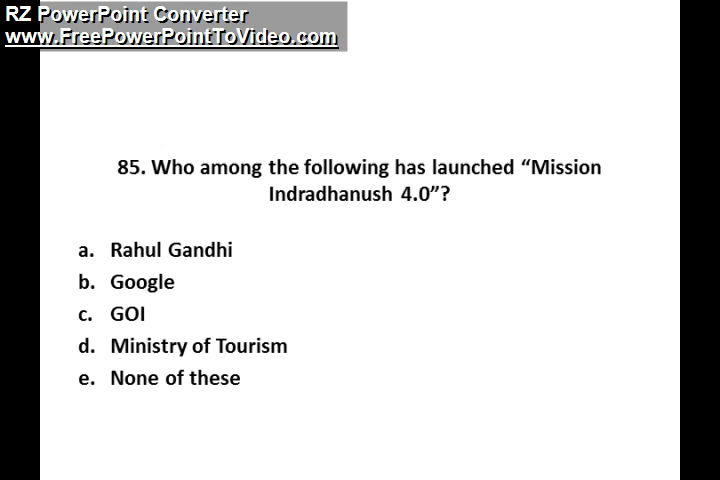 RZ PowerPoint Converter
www.FreePowerPointToVideo.com
85. Who among the following has launched “Mission
Indradhanush 4.0”?
a. Rahul Gandhi
b. Google
c. GOI
d. Ministry of Tourism
e. None of these